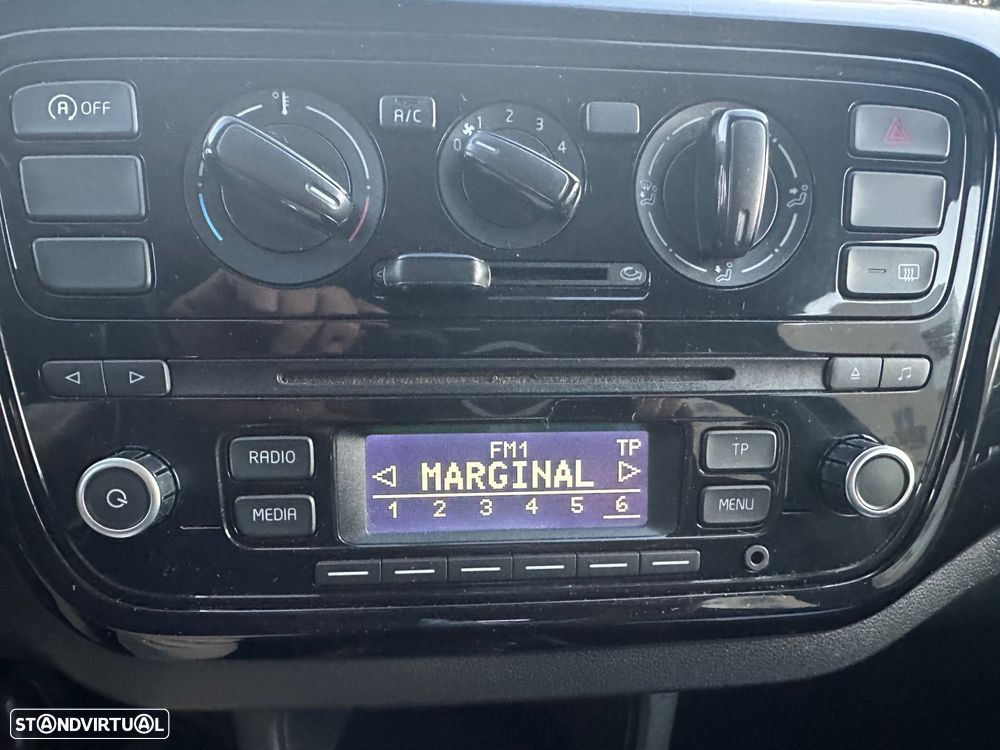 OFF
A/C
0 1 2 3 4
RADIO
MEDIA
FM1 TP
MARGINAL
1 2 3 4 5 6
TP
MENU
STANDVIRTUAL